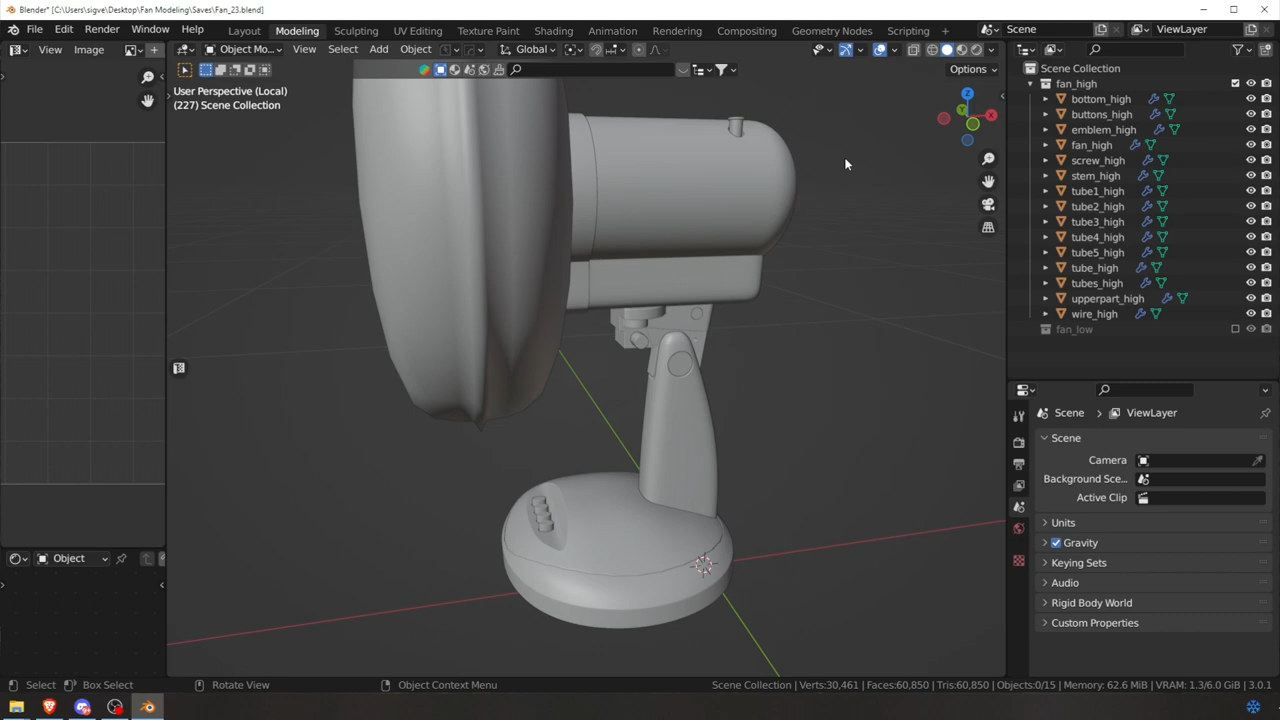 Blender* [C:\Users\sigve\Desktop\Fan Modeling\Saves\Fan_23.blend]
File Edit Render Window Help
Layout Modeling Sculpting UV Editing Texture Paint Shading Animation Rendering Compositing Geometry Nodes Scripting +
Scene
ViewLayer
View Image
Object Mo...
View Select Add Object
Global
Options
User Perspective (Local)
(227) Scene Collection
Z
Y
X
Scene Collection
fan_high
bottom_high
buttons_high
emblem_high
fan_high
screw_high
stem_high
tube1_high
tube2_high
tube3_high
tube4_high
tube5_high
tube_high
tubes_high
upperpart_high
wire_high
fan_low
Scene > ViewLayer
Scene
Camera
Background Sce...
Active Clip
Units
Gravity
Keying Sets
Audio
Rigid Body World
Custom Properties
Object
Select Box Select Rotate View Object Context Menu
Scene Collection | Verts:30,461 | Faces:60,850 | Tris:60,850 | Objects:0/15 | Memory: 62.6 MiB | VRAM: 1.3/6.0 GiB | 3.0.1